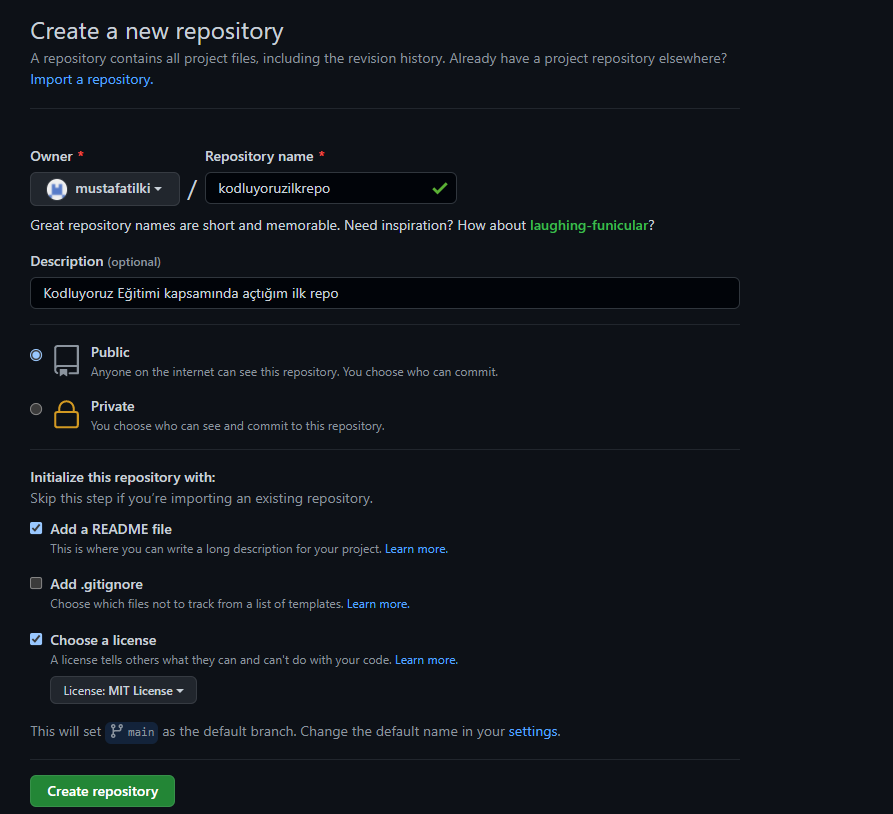 Create a new repository
A repository contains all project files, including the revision history. Already have a project repository elsewhere?
Import a repository.
Owner * Repository name *
mustafatilki / kodluyoruzilkrepo
Great repository names are short and memorable. Need inspiration? How about laughing-funicular?
Description (optional)
Kodluyoruz Eğitimi kapsamında açtığım ilk repo
Public
Anyone on the internet can see this repository. You choose who can commit.
Private
You choose who can see and commit to this repository.
Initialize this repository with:
Skip this step if you're importing an existing repository.
Add a README file
This is where you can write a long description for your project. Learn more.
Add .gitignore
Choose which files not to track from a list of templates. Learn more.
Choose a license
A license tells others what they can and can't do with your code. Learn more.
License: MIT License
This will set main as the default branch. Change the default name in your settings.
Create repository